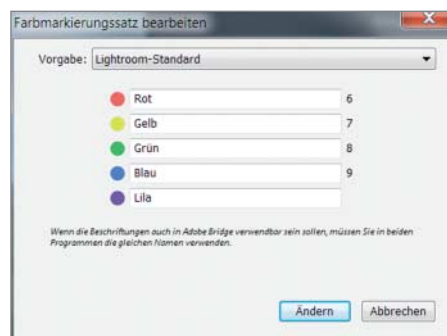 Farbmarkierungssatz bearbeiten
Vorgabe: Lightroom-Standard
Rot 6
Gelb 7
Grün 8
Blau 9
Lila
Wenn die Beschriftungen auch in Adobe Bridge verwendbar sein sollen, müssen Sie in beiden
Programmen die gleichen Namen verwenden.
Ändern Abbrechen